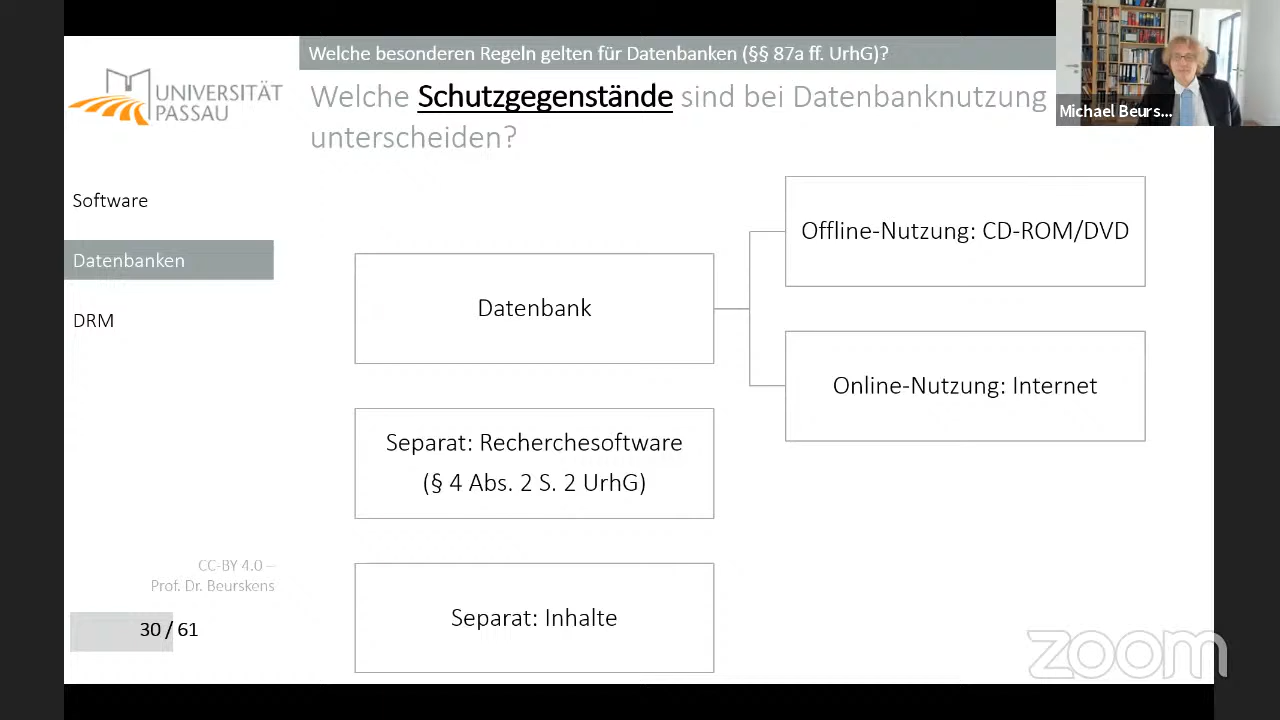 Welche besonderen Regeln gelten für Datenbanken (§§ 87a ff. UrhG)?
UNIVERSITÄT
PASSAU
Welche Schutzgegenstände sind bei Datenbanknutzung
unterscheiden?
Michael Beurs...
Software
Datenbanken
DRM
Datenbank
Offline-Nutzung: CD-ROM/DVD
Online-Nutzung: Internet
Separat: Recherchesoftware
(§ 4 Abs. 2 S. 2 UrhG)
Separat: Inhalte
CC-BY 4.0 –
Prof. Dr. Beurskens
30 / 61
zoom